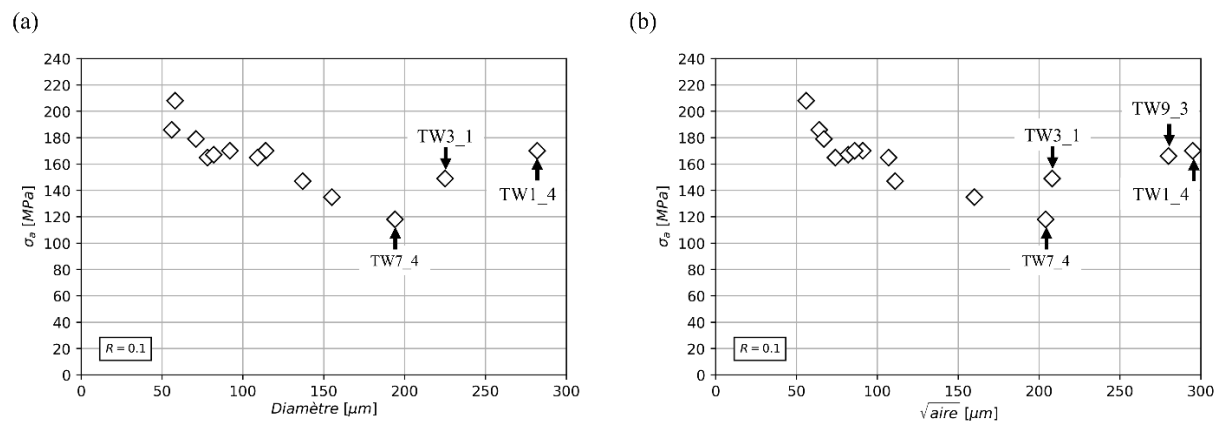 (a)
240
220
200
180
160
140
120
100
80
60
40
20
0
σₐ [MPa]
TW3_1
TW1_4
TW7_4
R = 0.1
0 50 100 150 200 250 300
Diamètre [μm]
(b)
240
220
200
180
160
140
120
100
80
60
40
20
0
σₐ [MPa]
TW9_3
TW3_1
TW1_4
TW7_4
R = 0.1
0 50 100 150 200 250 300
√aire [μm]